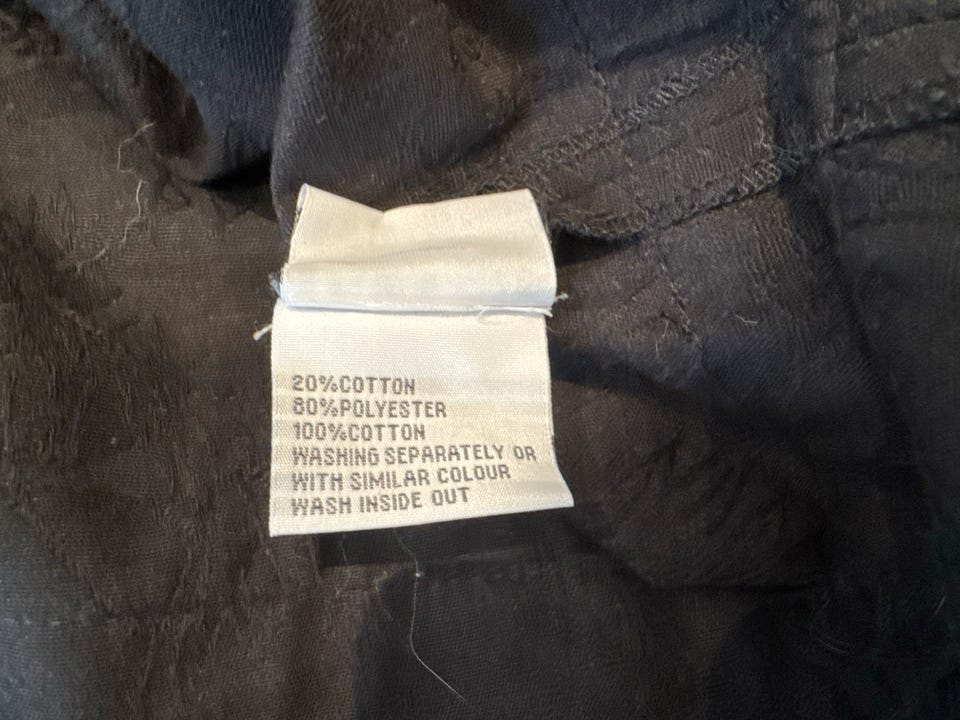 20%COTTON
80%POLYESTER
100%COTTON
WASHING SEPARATELY OR
WITH SIMILAR COLOUR
WASH INSIDE OUT